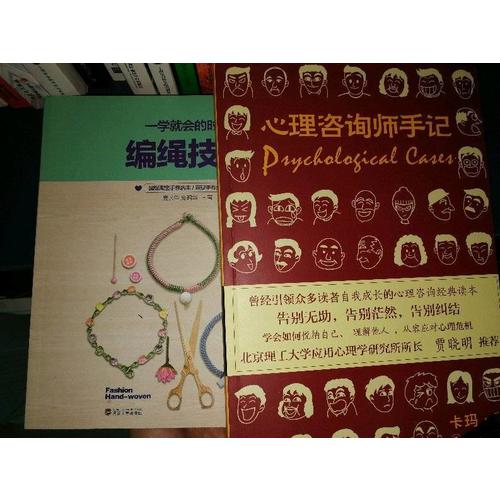 一学就会的时
编绳技
Fashion
Hand-woven
心理咨询师手记
Psychological Cases
曾经引领众多读者自我成长的心理咨询经典读本
告别无助，告别茫然，告别纠结
学会如何悦纳自己、理解他人，从容应对心理危机
北京理工大学应用心理学研究所所长 贾晓明 推荐
卡玛